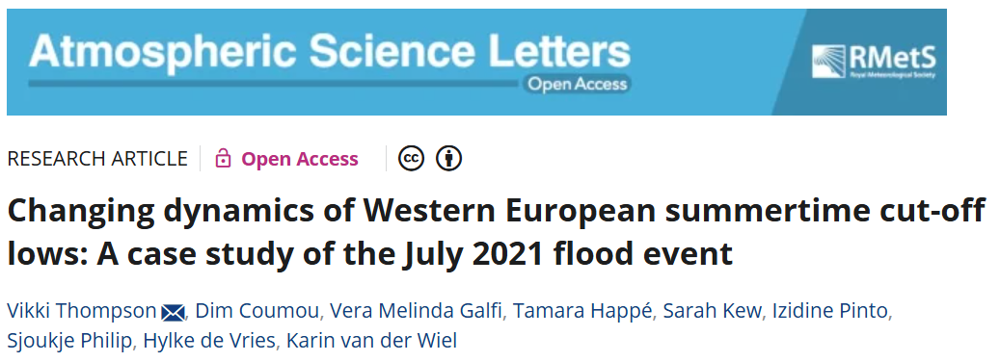 Atmospheric Science Letters
Open Access
RMetS
Royal Meteorological Society
RESEARCH ARTICLE
Open Access
cc
Changing dynamics of Western European summertime cut-off
lows: A case study of the July 2021 flood event
Vikki Thompson, Dim Coumou, Vera Melinda Galfi, Tamara Happé, Sarah Kew, Izidine Pinto,
Sjoukje Philip, Hylke de Vries, Karin van der Wiel